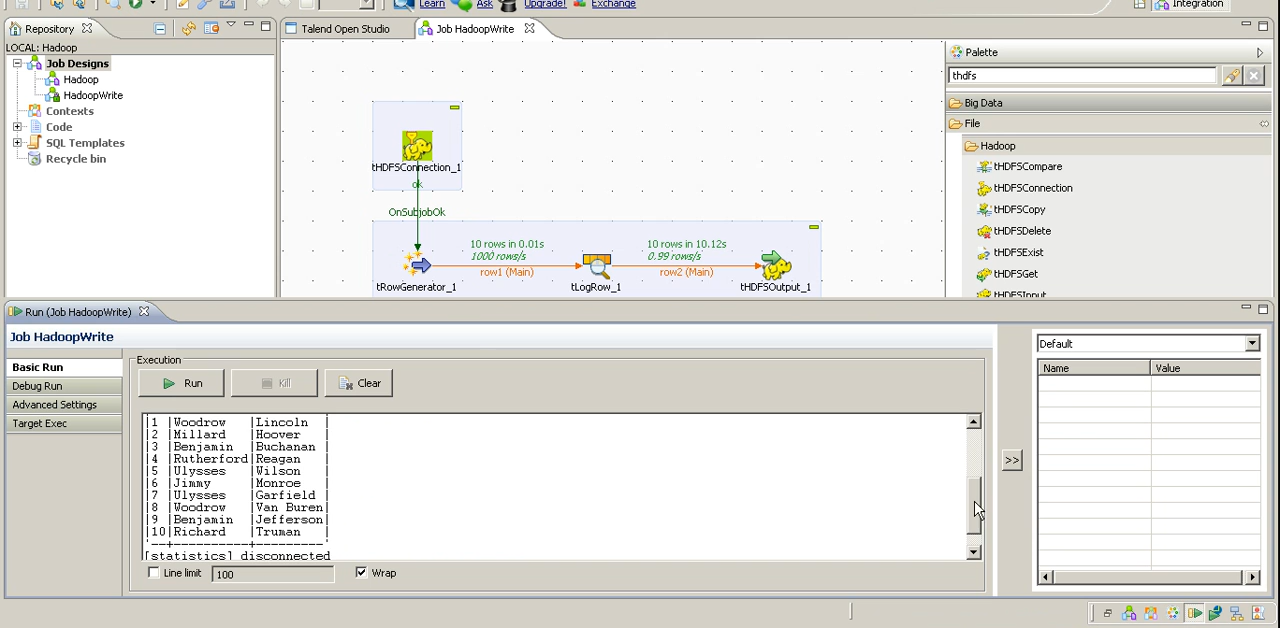 Learn
Ask
Upgrade!
Exchange
Integration
Repository
Talend Open Studio
Job HadoopWrite
LOCAL: Hadoop
Job Designs
Hadoop
HadoopWrite
Contexts
Code
SQL Templates
Recycle bin
tHDFSConnection_1
ok
OnSubjobOk
10 rows in 0.01s
1000 rows/s
row1 (Main)
10 rows in 10.12s
0.99 rows/s
row2 (Main)
tRowGenerator_1
tLogRow_1
tHDFSOutput_1
Palette
thdfs
Big Data
File
Hadoop
tHDFSCompare
tHDFSConnection
tHDFSCopy
tHDFSDelete
tHDFSExist
tHDFSGet
tHDFSInput
Run (Job HadoopWrite)
Job HadoopWrite
Basic Run
Debug Run
Advanced Settings
Target Exec
Execution
Run
Kill
Clear
|1 |Woodrow |Lincoln |
|2 |Millard |Hoover |
|3 |Benjamin |Buchanan |
|4 |Rutherford|Reagan |
|5 |Ulysses |Wilson |
|6 |Jimmy |Monroe |
|7 |Ulysses |Garfield |
|8 |Woodrow |Van Buren|
|9 |Benjamin |Jefferson|
|10|Richard |Truman |
'--+----------+---------'
[statistics] disconnected
Line limit
100
Wrap
>>
Default
Name
Value